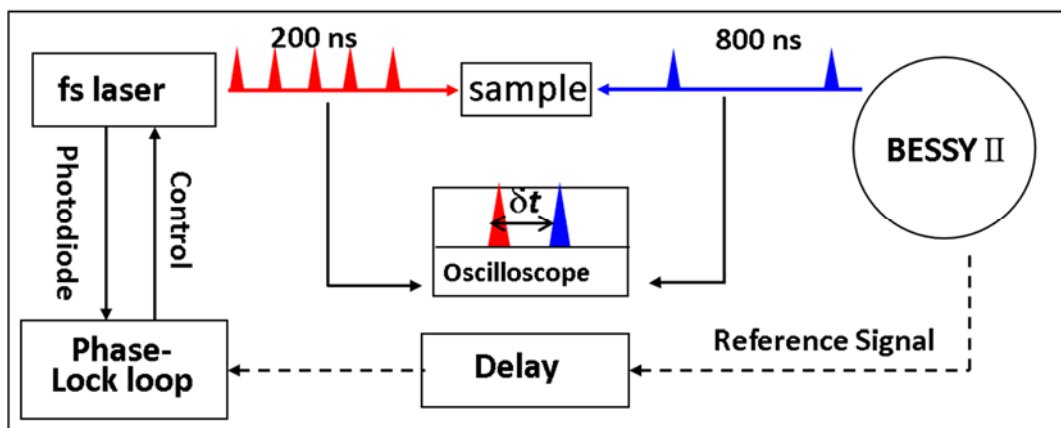 200 ns
800 ns
fs laser
sample
BESSY II
Photodiode
Control
δt
Oscilloscope
Phase-
Lock loop
Delay
Reference Signal